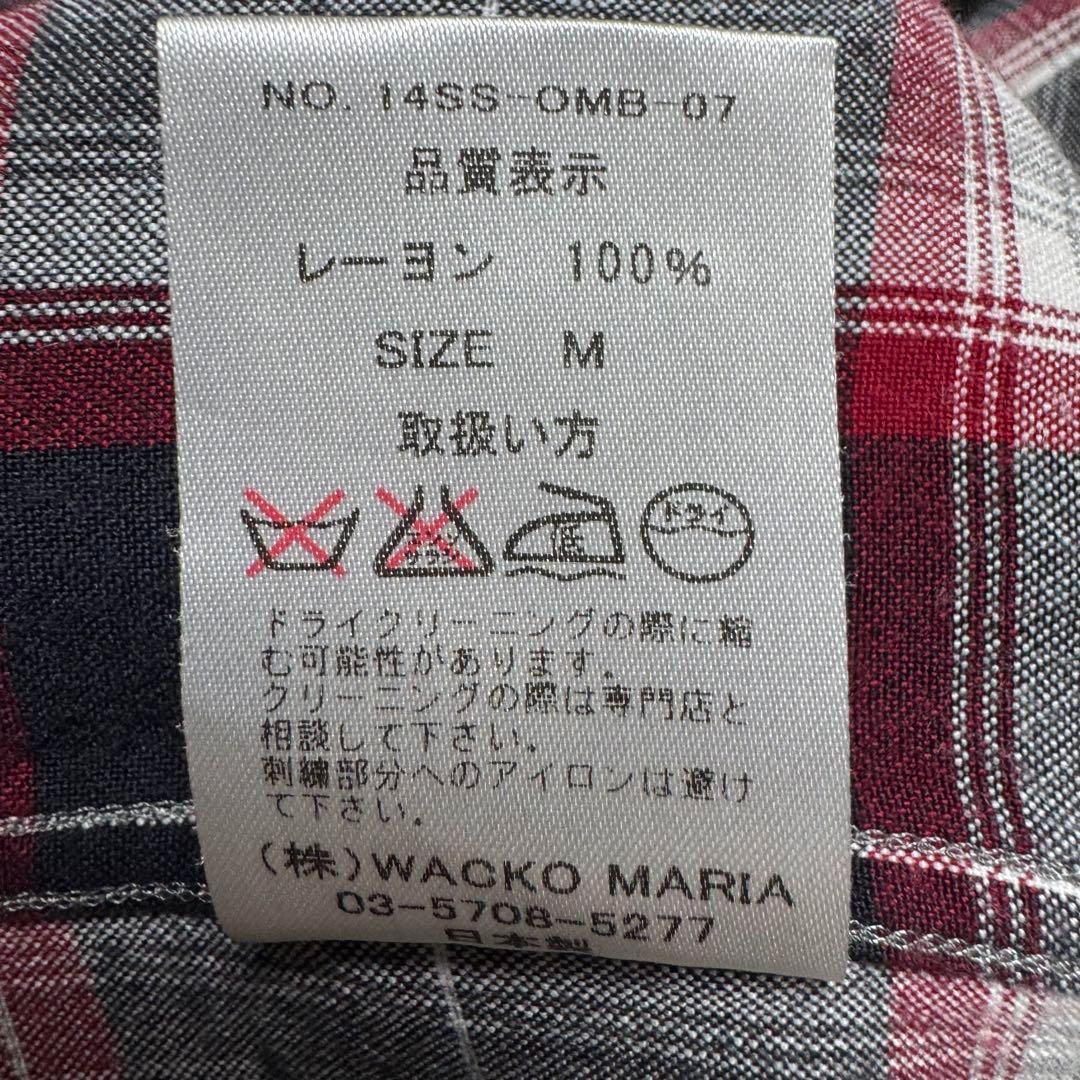 NO. 14SS-OMB-07
品質表示
レーヨン 100%
SIZE M
取扱い方
低 ドライ
ドライクリーニングの際に縮
む可能性があります.
クリーニングの際は専門店と
相談して下さい.
刺繍部分へのアイロンは避け
て下さい.
(株)WACKO MARIA
03-5708-5277
日本製